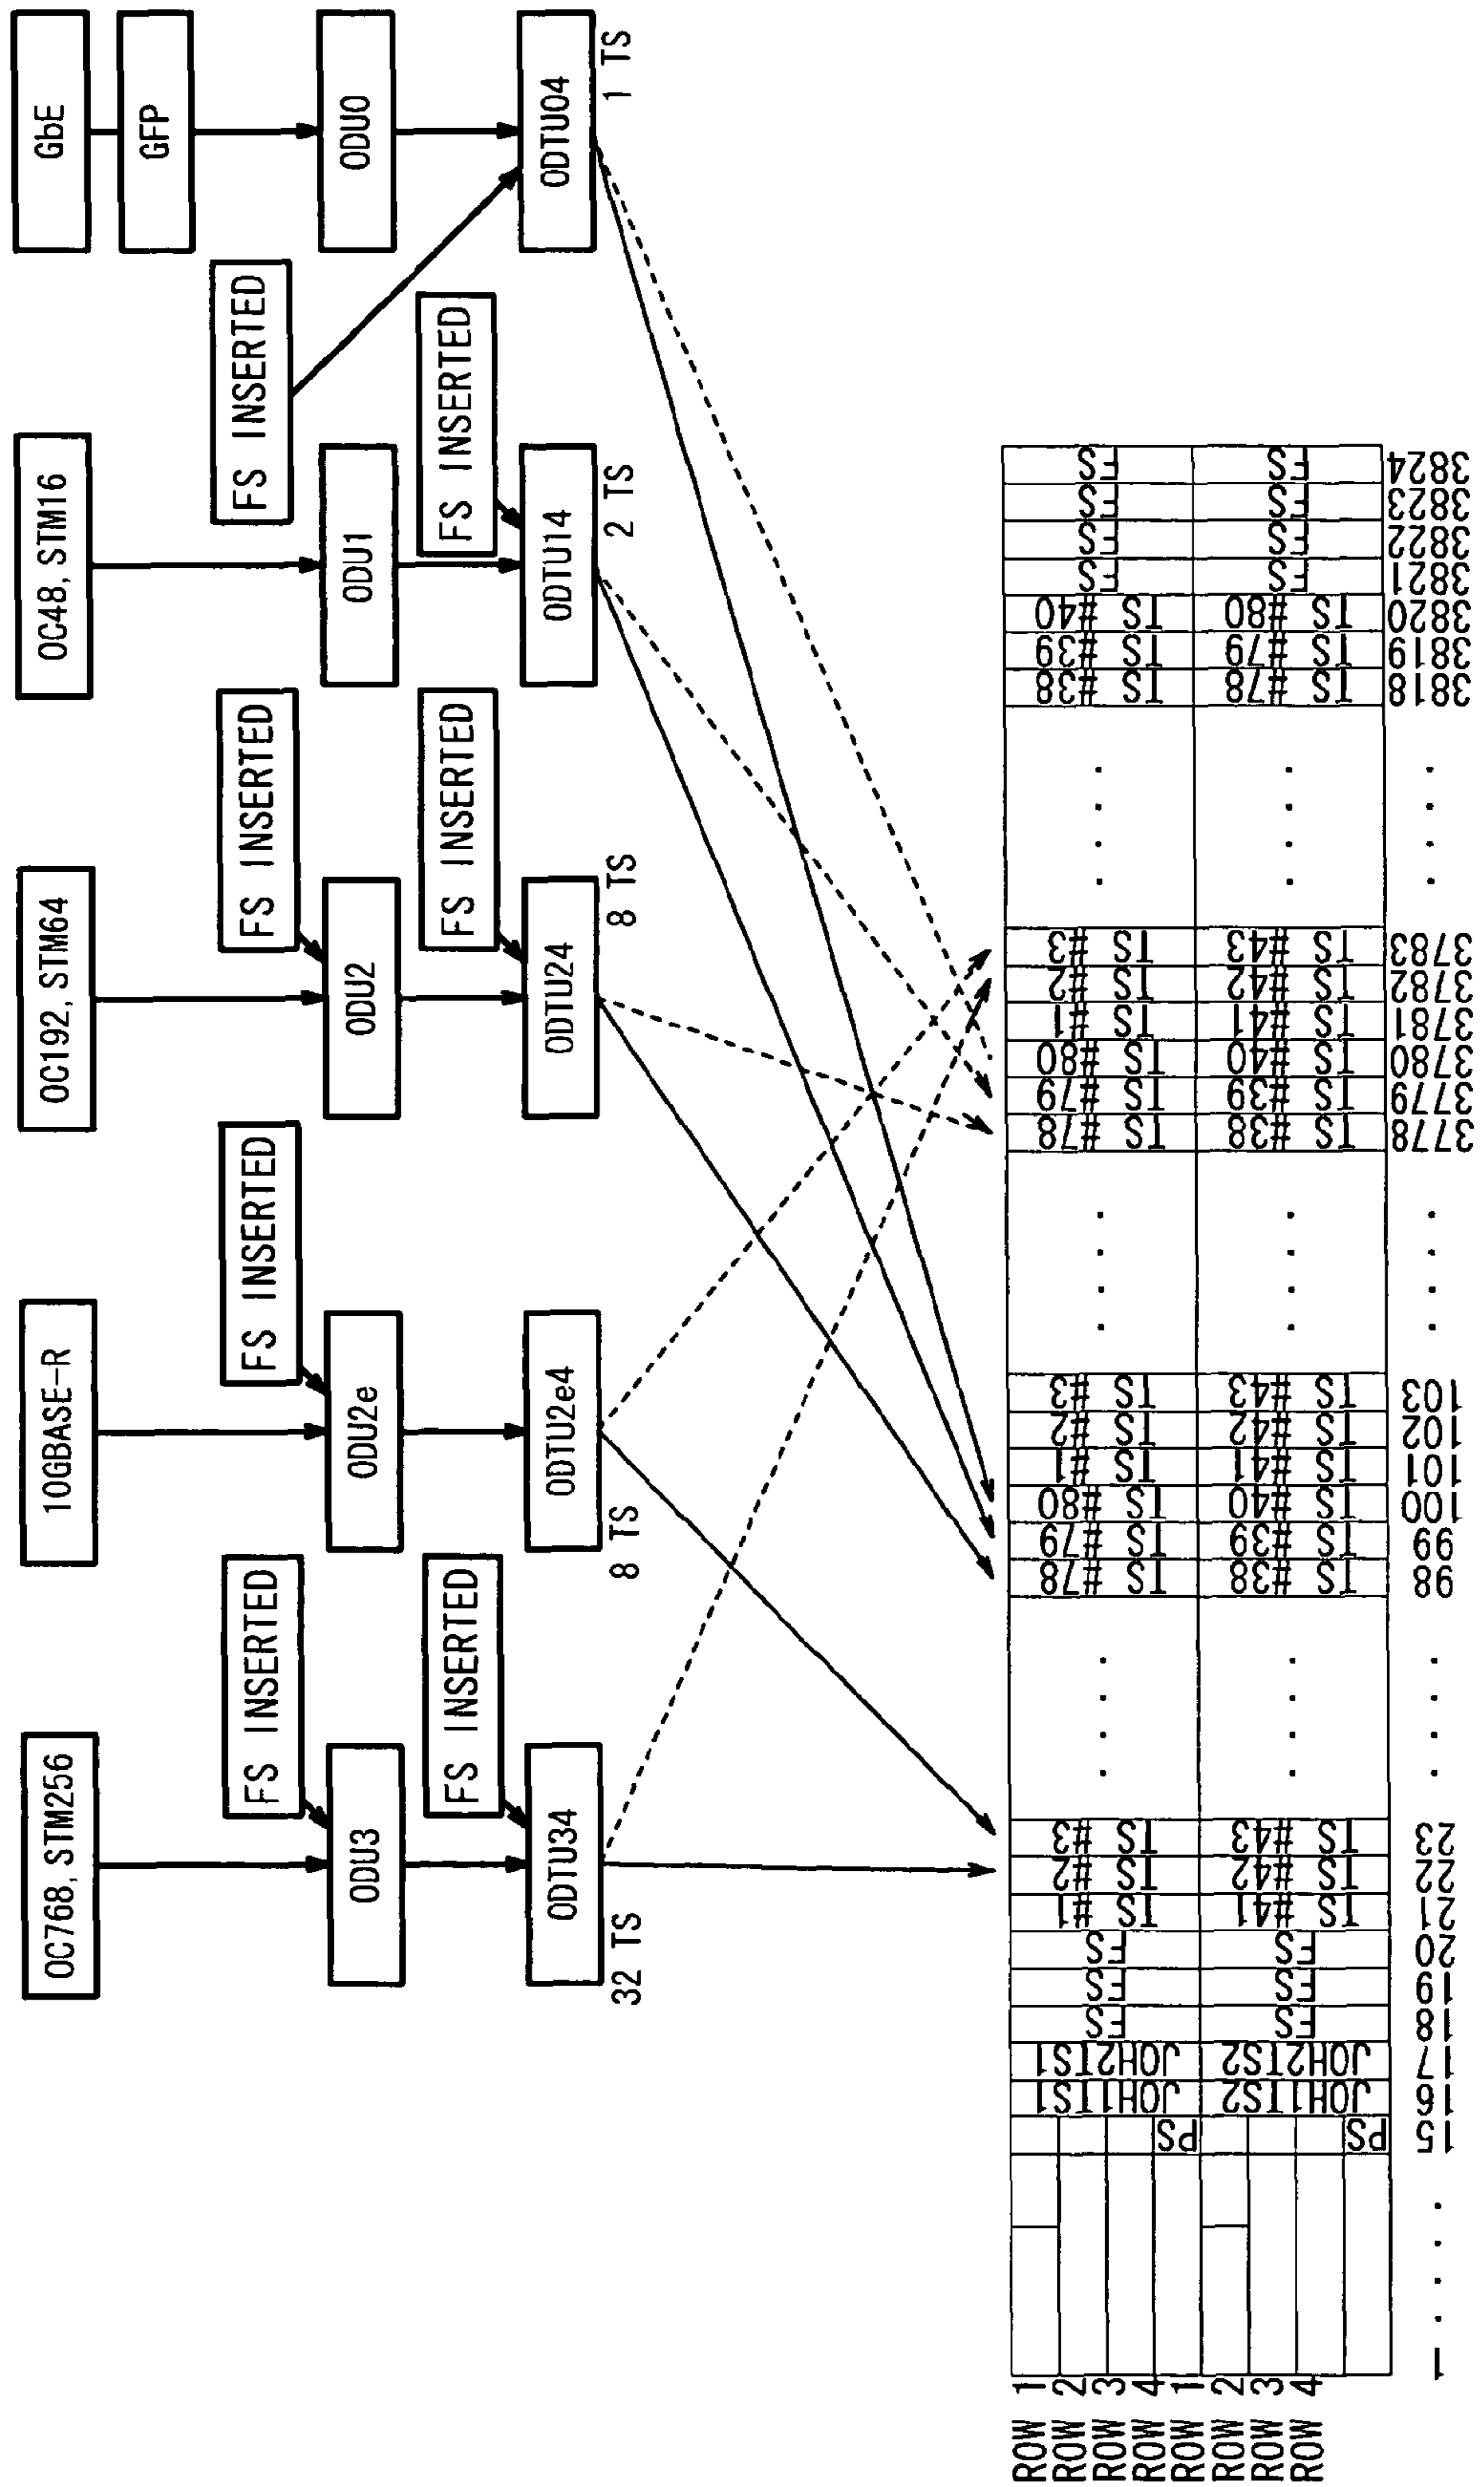 OC768, STM256
10GBASE-R
OC192, STM64
OC48, STM16
GbE
GFP
FS INSERTED
FS INSERTED
FS INSERTED
FS INSERTED
ODU3
ODU2e
ODU2
ODU1
ODU0
FS INSERTED
FS INSERTED
FS INSERTED
ODTU34
ODTU2e4
ODTU24
ODTU14
ODTU04
32 TS
8 TS
8 TS
2 TS
1 TS
ROW 1
ROW 2
ROW 3
ROW 4
ROW 1
ROW 2
ROW 3
ROW 4
PS
JOH1TS1
JOH2TS1
FS
FS
FS
TS #1
TS #2
TS #3
TS #78
TS #79
TS #80
TS #1
TS #2
TS #3
TS #78
TS #79
TS #80
TS #1
TS #2
TS #3
TS #38
TS #39
TS #40
FS
FS
FS
FS
PS
JOH1TS2
JOH2TS2
FS
FS
FS
TS #41
TS #42
TS #43
TS #38
TS #39
TS #40
TS #41
TS #42
TS #43
TS #38
TS #39
TS #40
TS #41
TS #42
TS #43
TS #78
TS #79
TS #80
FS
FS
FS
FS
1
15
16
17
18
19
20
21
22
23
98
99
100
101
102
103
3778
3779
3780
3781
3782
3783
3818
3819
3820
3821
3822
3823
3824